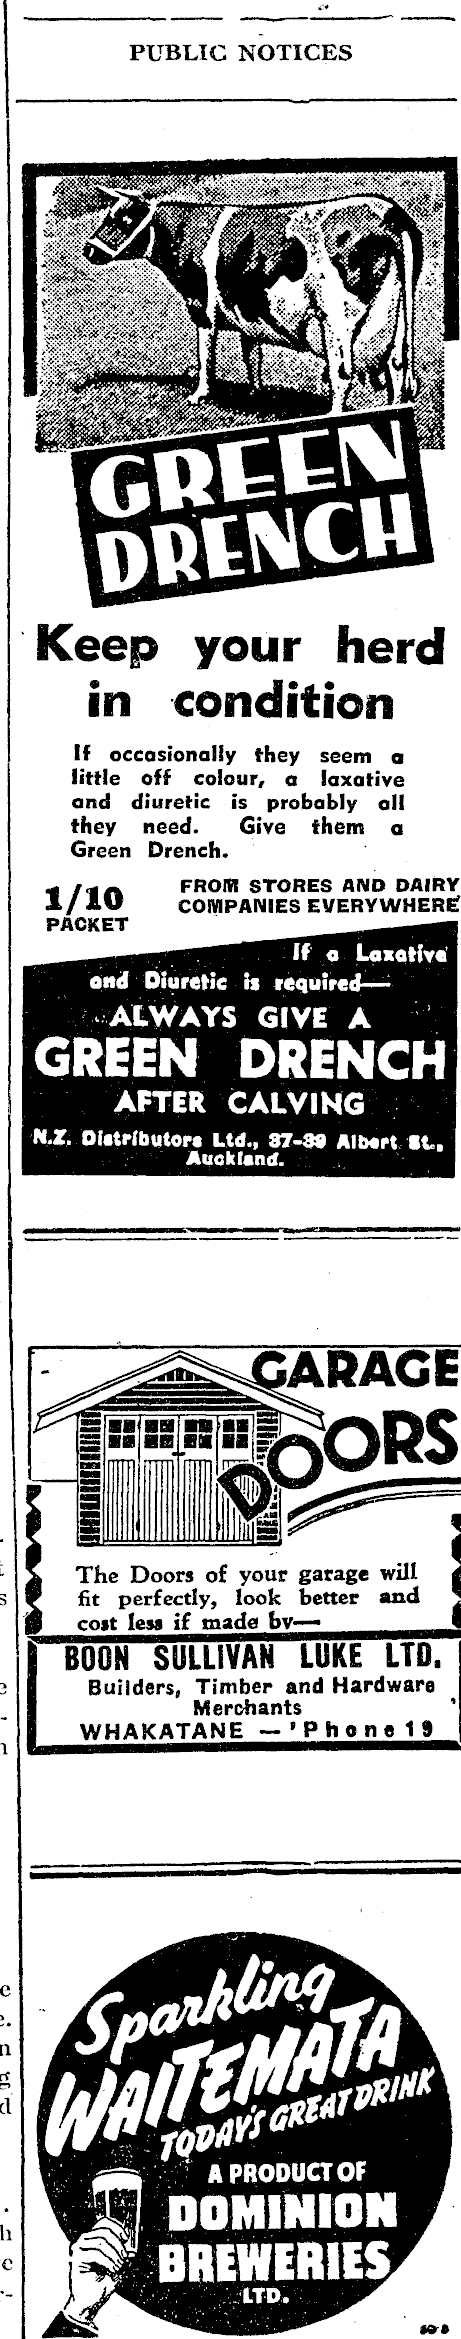 PUBLIC NOTICES
GREEN
DRENCH
Keep your herd
in condition
If occasionally they seem a
little off colour, a laxative
and diuretic is probably all
they need. Give them a
Green Drench.
1/10
PACKET
FROM STORES AND DAIRY
COMPANIES EVERYWHERE
If a Laxative
and Diuretic is required—
ALWAYS GIVE A
GREEN DRENCH
AFTER CALVING
N.Z. Distributors Ltd., 37-39 Albert St.,
Auckland.
GARAGE
DOORS
The Doors of your garage will
fit perfectly, look better and
cost less if made by—
BOON SULLIVAN LUKE LTD.
Builders, Timber and Hardware
Merchants
WHAKATANE — 'Phone 19
Sparkling
WAITEMATA
TODAY'S GREAT DRINK
A PRODUCT OF
DOMINION
BREWERIES
LTD.